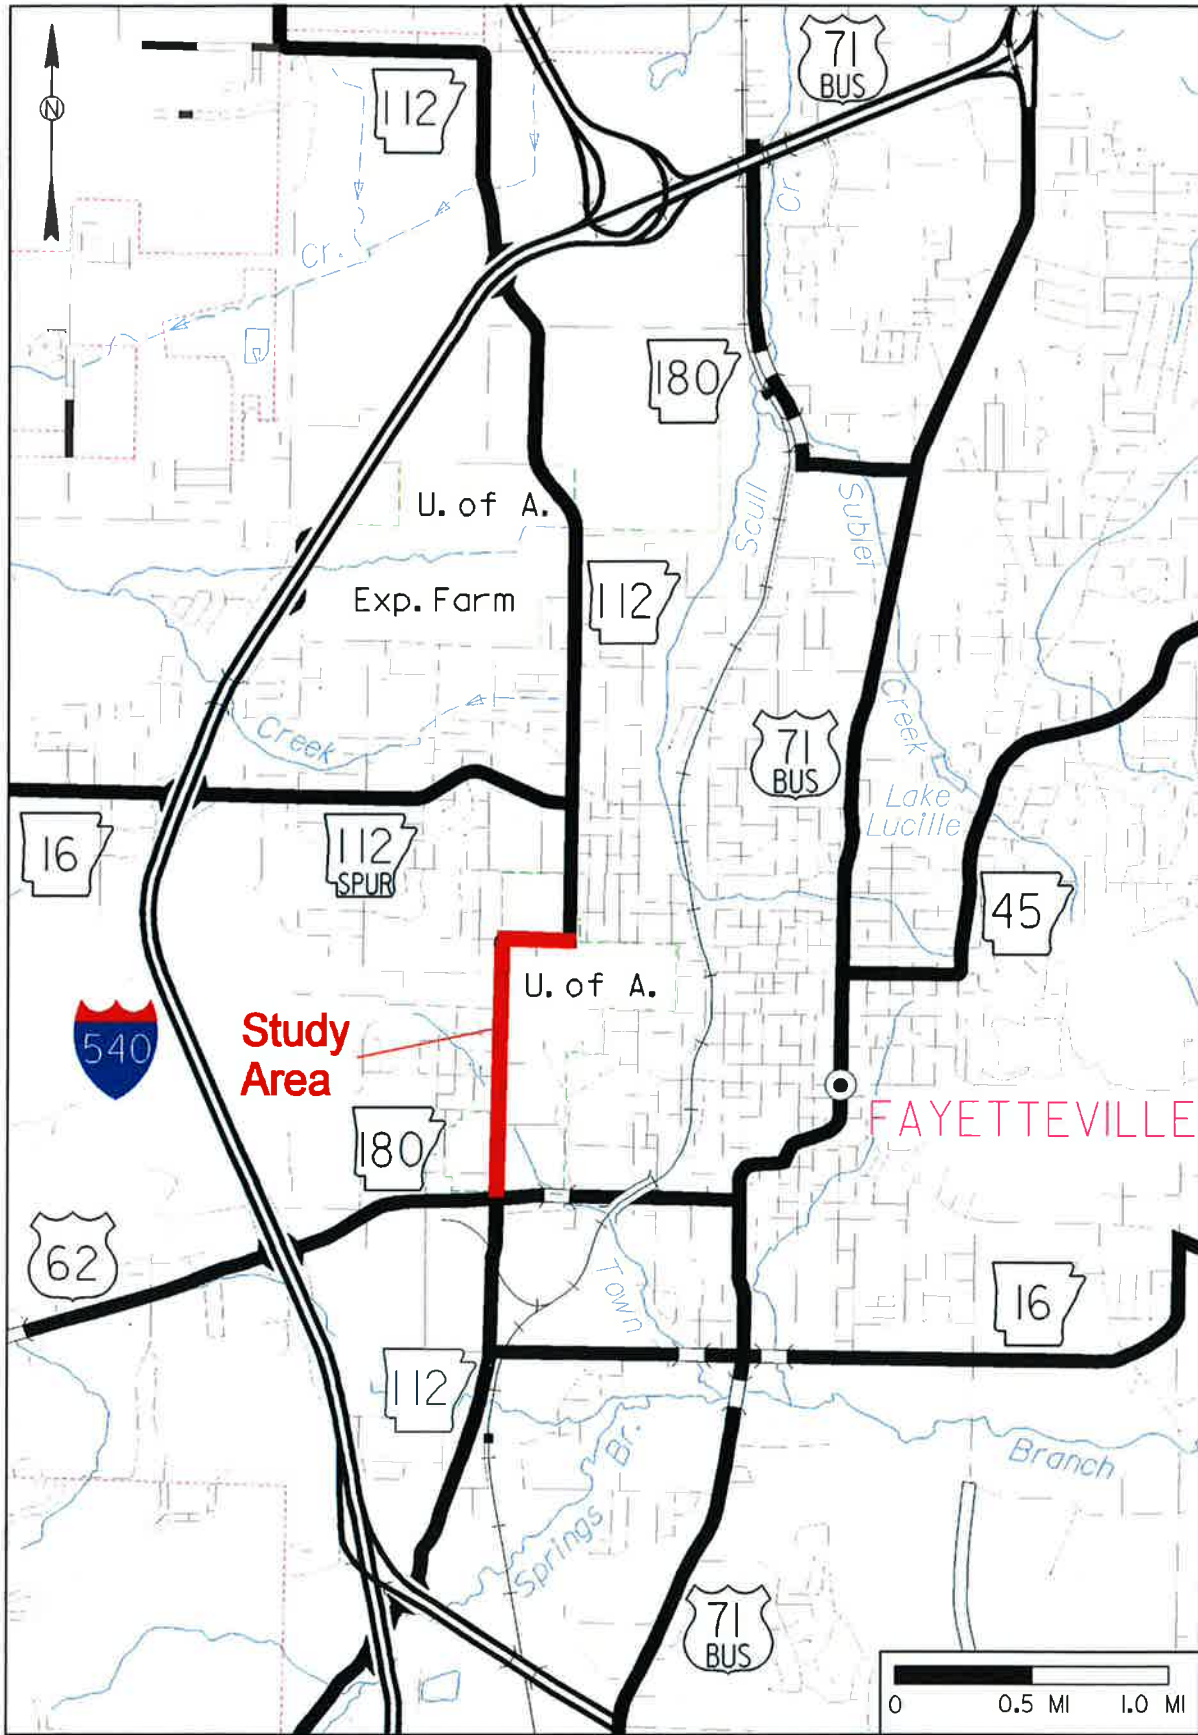 71
BUS
112
N
Cr.
Cr.
180
U. of A.
Scull
Sublet
Exp. Farm
112
Creek
71
BUS
Creek
Lake
Lucille
16
112
SPUR
45
U. of A.
Study
Area
540
FAYETTEVILLE
180
62
Town
16
112
Br.
Branch
Springs
71
BUS
0 0.5 MI 1.0 MI